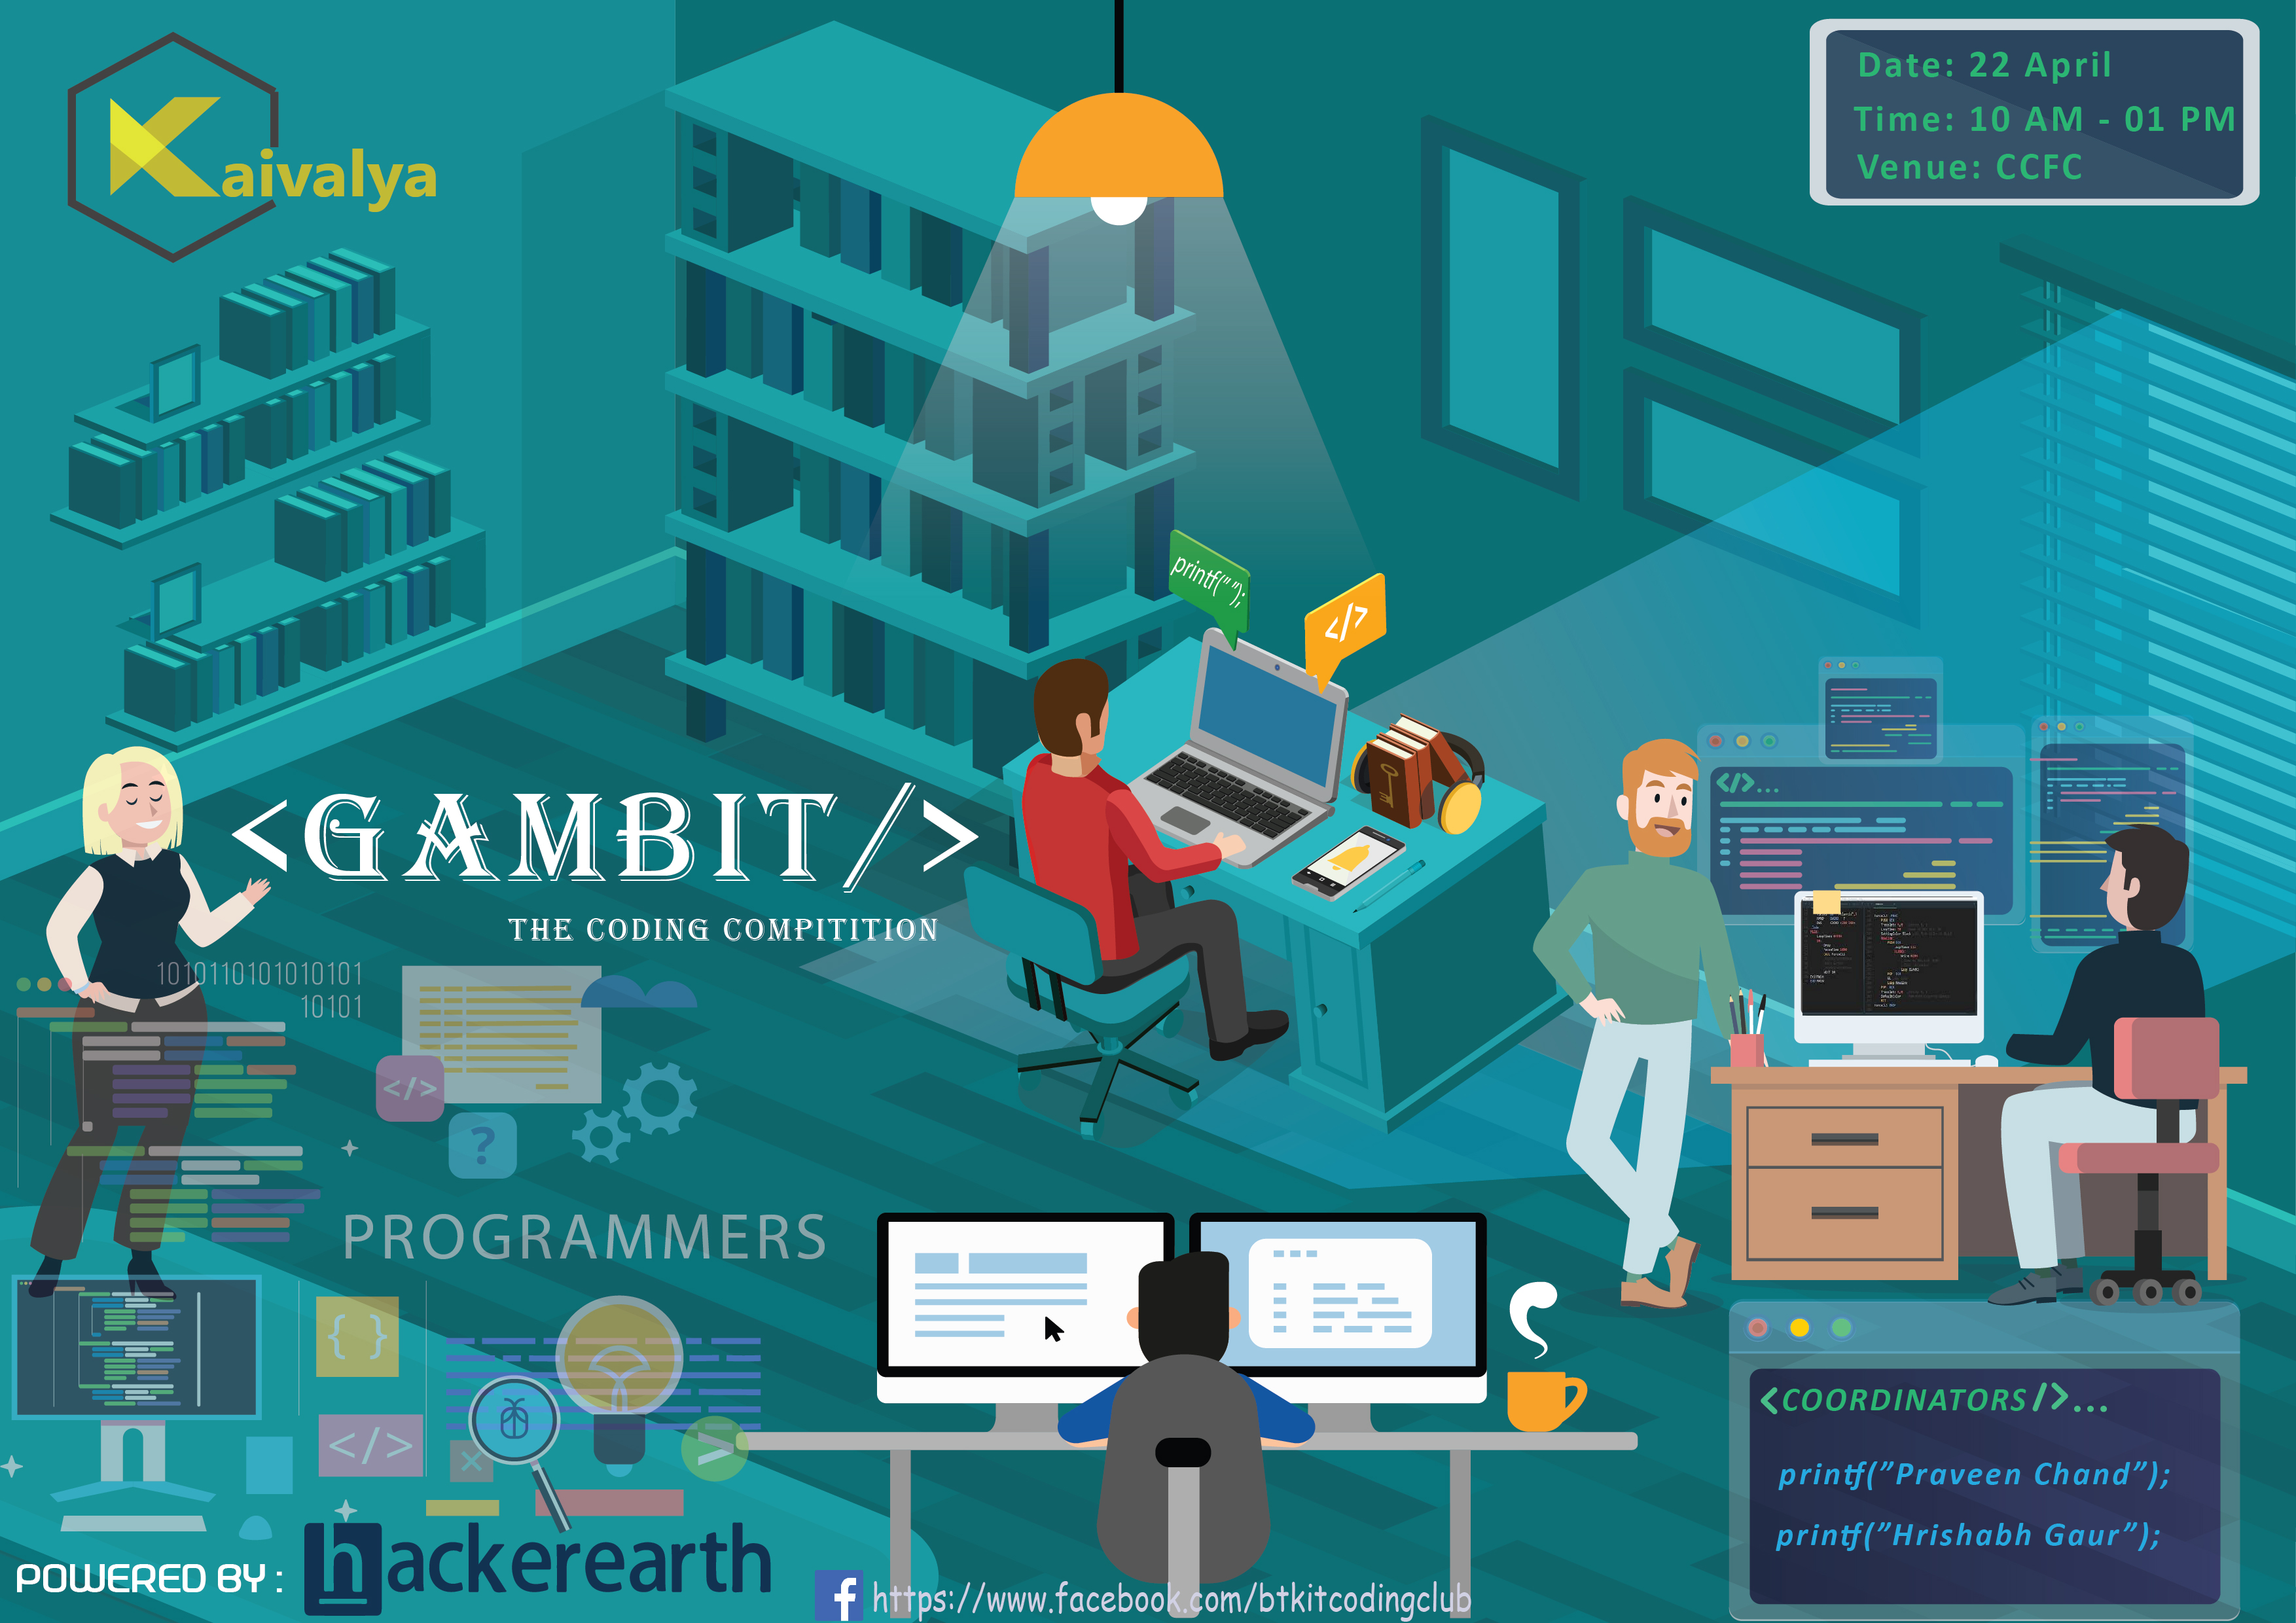 Kaivalya
Date: 22 April
Time: 10 AM - 01 PM
Venue: CCFC
printf(" ");
</>
<GAMBIT/>
THE CODING COMPITITION
</>...
1010110101010101
10101
</>
?
PROGRAMMERS
{ }
</>
<COORDINATORS/>...
printf("Praveen Chand");
printf("Hrishabh Gaur");
POWERED BY : hackerearth
f https://www.facebook.com/btkitcodingclub